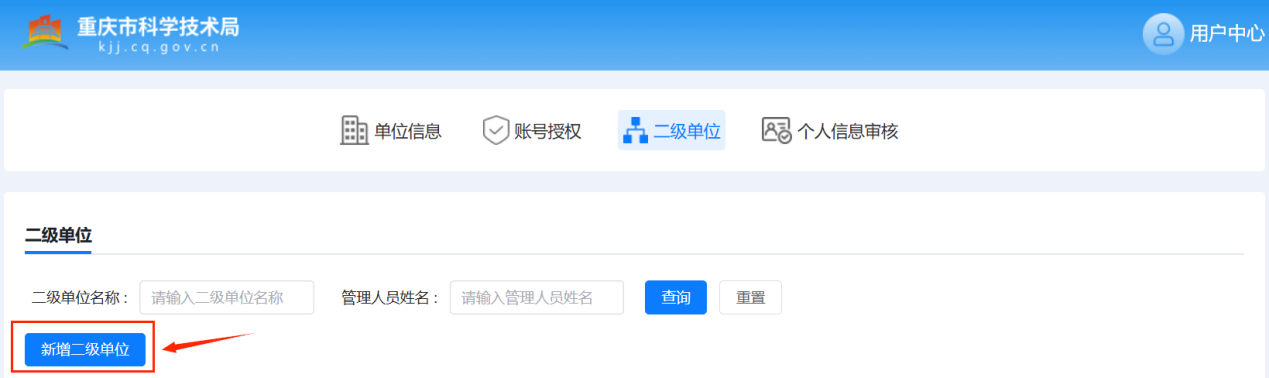 重庆市科学技术局
kjj.cq.gov.cn
用户中心
单位信息 账号授权 二级单位 个人信息审核
二级单位
二级单位名称： 请输入二级单位名称 管理人员姓名： 请输入管理人员姓名 查询 重置
新增二级单位